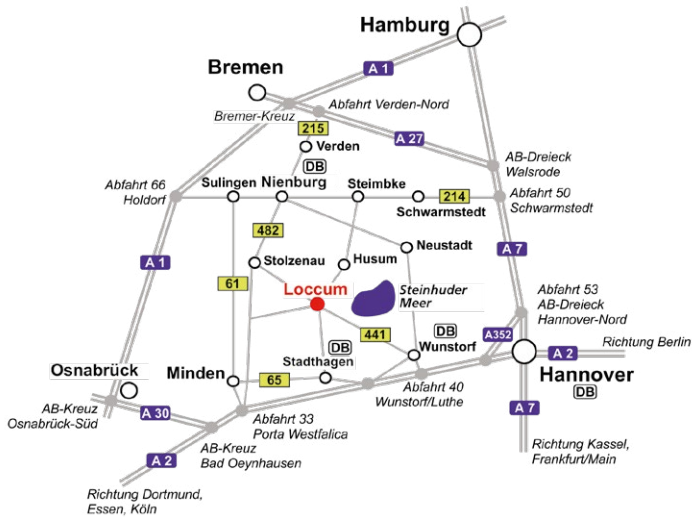 Hamburg
A 1
Bremen
Abfahrt Verden-Nord
Bremer-Kreuz
215
A 27
Verden
DB
AB-Dreieck
Walsrode
Abfahrt 66
Holdorf
Sulingen
Nienburg
Steimbke
214
Schwarmstedt
Abfahrt 50
Schwarmstedt
482
Neustadt
A 7
A 1
Stolzenau
Husum
61
Loccum
Steinhuder
Meer
Abfahrt 53
AB-Dreieck
Hannover-Nord
441
DB
A352
Richtung Berlin
Wunstorf
A 2
DB
Stadthagen
Osnabrück
Minden
65
Abfahrt 40
Wunstorf/Luthe
Hannover
DB
AB-Kreuz
Osnabrück-Süd
A 30
Abfahrt 33
Porta Westfalica
A 7
AB-Kreuz
Bad Oeynhausen
A 2
Richtung Kassel,
Frankfurt/Main
Richtung Dortmund,
Essen, Köln